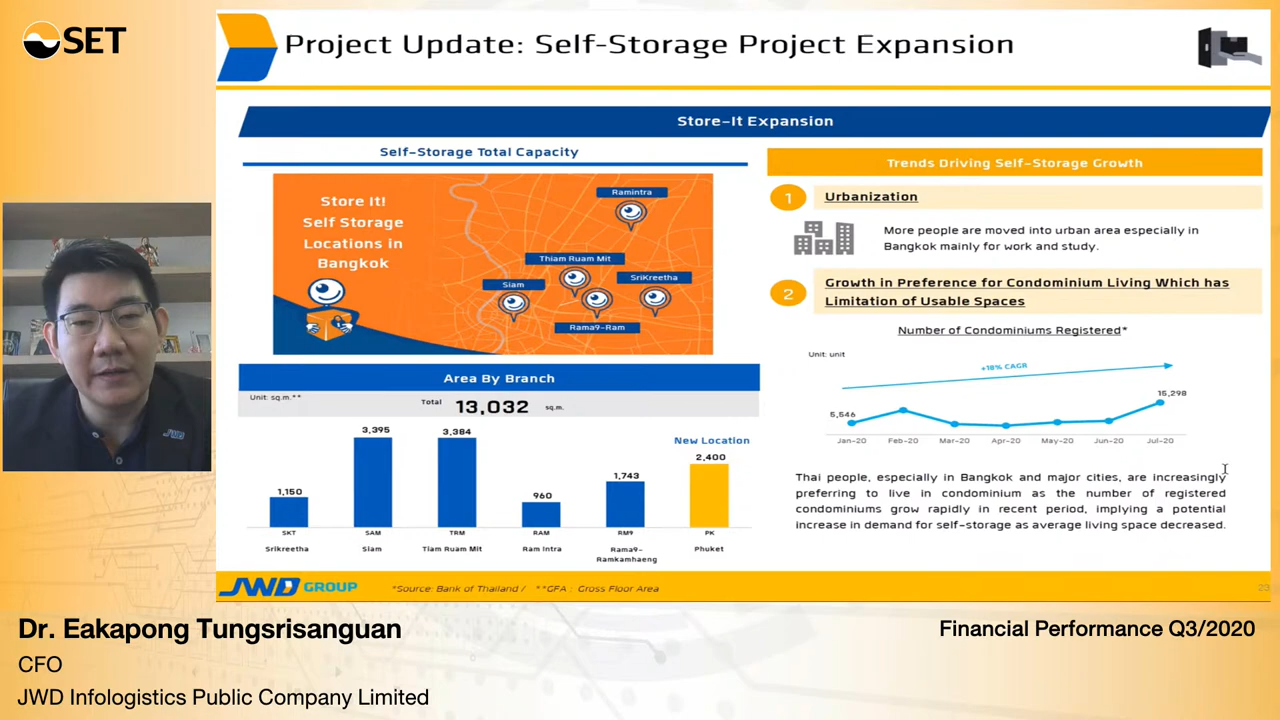 SET
Project Update: Self-Storage Project Expansion
Store-It Expansion
Self-Storage Total Capacity
Store It!
Self Storage
Locations in
Bangkok
Ramintra
Thiam Ruam Mit
Siam
SriKreetha
Rama9-Ram
Area By Branch
Unit: sq.m.**
Total 13,032 sq.m.
New Location
1,150
3,395
3,384
960
1,743
2,400
SKT
SAM
TRM
RAM
RM9
PK
Srikreetha
Siam
Tiam Ruam Mit
Ram Intra
Rama9-
Ramkamhaeng
Phuket
Trends Driving Self-Storage Growth
1 Urbanization
More people are moved into urban area especially in
Bangkok mainly for work and study.
2 Growth in Preference for Condominium Living Which has
Limitation of Usable Spaces
Number of Condominiums Registered*
Unit: unit
+18% CAGR
5,546
15,298
Jan-20
Feb-20
Mar-20
Apr-20
May-20
Jun-20
Jul-20
Thai people, especially in Bangkok and major cities, are increasingly
preferring to live in condominium as the number of registered
condominiums grow rapidly in recent period, implying a potential
increase in demand for self-storage as average living space decreased.
JWD GROUP
*Source: Bank of Thailand / **GFA : Gross Floor Area
23
JWD
Dr. Eakapong Tungsrisanguan
CFO
JWD Infologistics Public Company Limited
Financial Performance Q3/2020